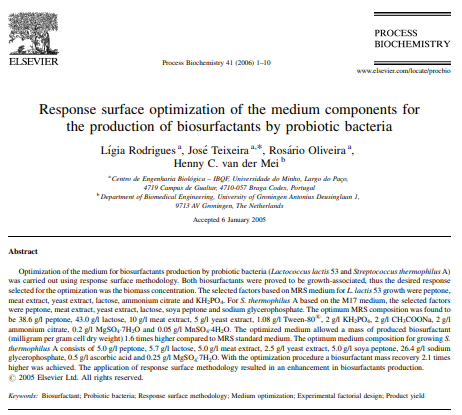 ELSEVIER
Process Biochemistry 41 (2006) 1–10
PROCESS
BIOCHEMISTRY
www.elsevier.com/locate/procbio
Response surface optimization of the medium components for
the production of biosurfactants by probiotic bacteria
Lígia Rodrigues a, José Teixeira a,*, Rosário Oliveira a,
Henny C. van der Mei b
a Centro de Engenharia Biológica – IBQF, Universidade do Minho, Largo do Paço,
4719 Campus de Gualtar, 4710-057 Braga Codex, Portugal
b Department of Biomedical Engineering, University of Groningen Antonius Deusinglaan 1,
9713 AV Groningen, The Netherlands
Accepted 6 January 2005
Abstract
Optimization of the medium for biosurfactants production by probiotic bacteria (Lactococcus lactis 53 and Streptococcus thermophilus A)
was carried out using response surface methodology. Both biosurfactants were proved to be growth-associated, thus the desired response
selected for the optimization was the biomass concentration. The selected factors based on MRS medium for L. lactis 53 growth were peptone,
meat extract, yeast extract, lactose, ammonium citrate and KH2PO4. For S. thermophilus A based on the M17 medium, the selected factors
were peptone, meat extract, yeast extract, lactose, soya peptone and sodium glycerophosphate. The optimum MRS composition was found to
be 38.6 g/l peptone, 43.0 g/l lactose, 10 g/l meat extract, 5 g/l yeast extract, 1.08 g/l Tween-80®, 2 g/l KH2PO4, 2 g/l CH3COONa, 2 g/l
ammonium citrate, 0.2 g/l MgSO4·7H2O and 0.05 g/l MnSO4·4H2O. The optimized medium allowed a mass of produced biosurfactant
(milligram per gram cell dry weight) 1.6 times higher compared to MRS standard medium. The optimum medium composition for growing S.
thermophilus A consists of 5.0 g/l peptone, 5.7 g/l lactose, 5.0 g/l meat extract, 2.5 g/l yeast extract, 5.0 g/l soya peptone, 26.4 g/l sodium
glycerophosphate, 0.5 g/l ascorbic acid and 0.25 g/l MgSO4·7H2O. With the optimization procedure a biosurfactant mass recovery 2.1 times
higher was achieved. The application of response surface methodology resulted in an enhancement in biosurfactants production.
© 2005 Elsevier Ltd. All rights reserved.
Keywords: Biosurfactant; Probiotic bacteria; Response surface methodology; Medium optimization; Experimental factorial design; Product yield